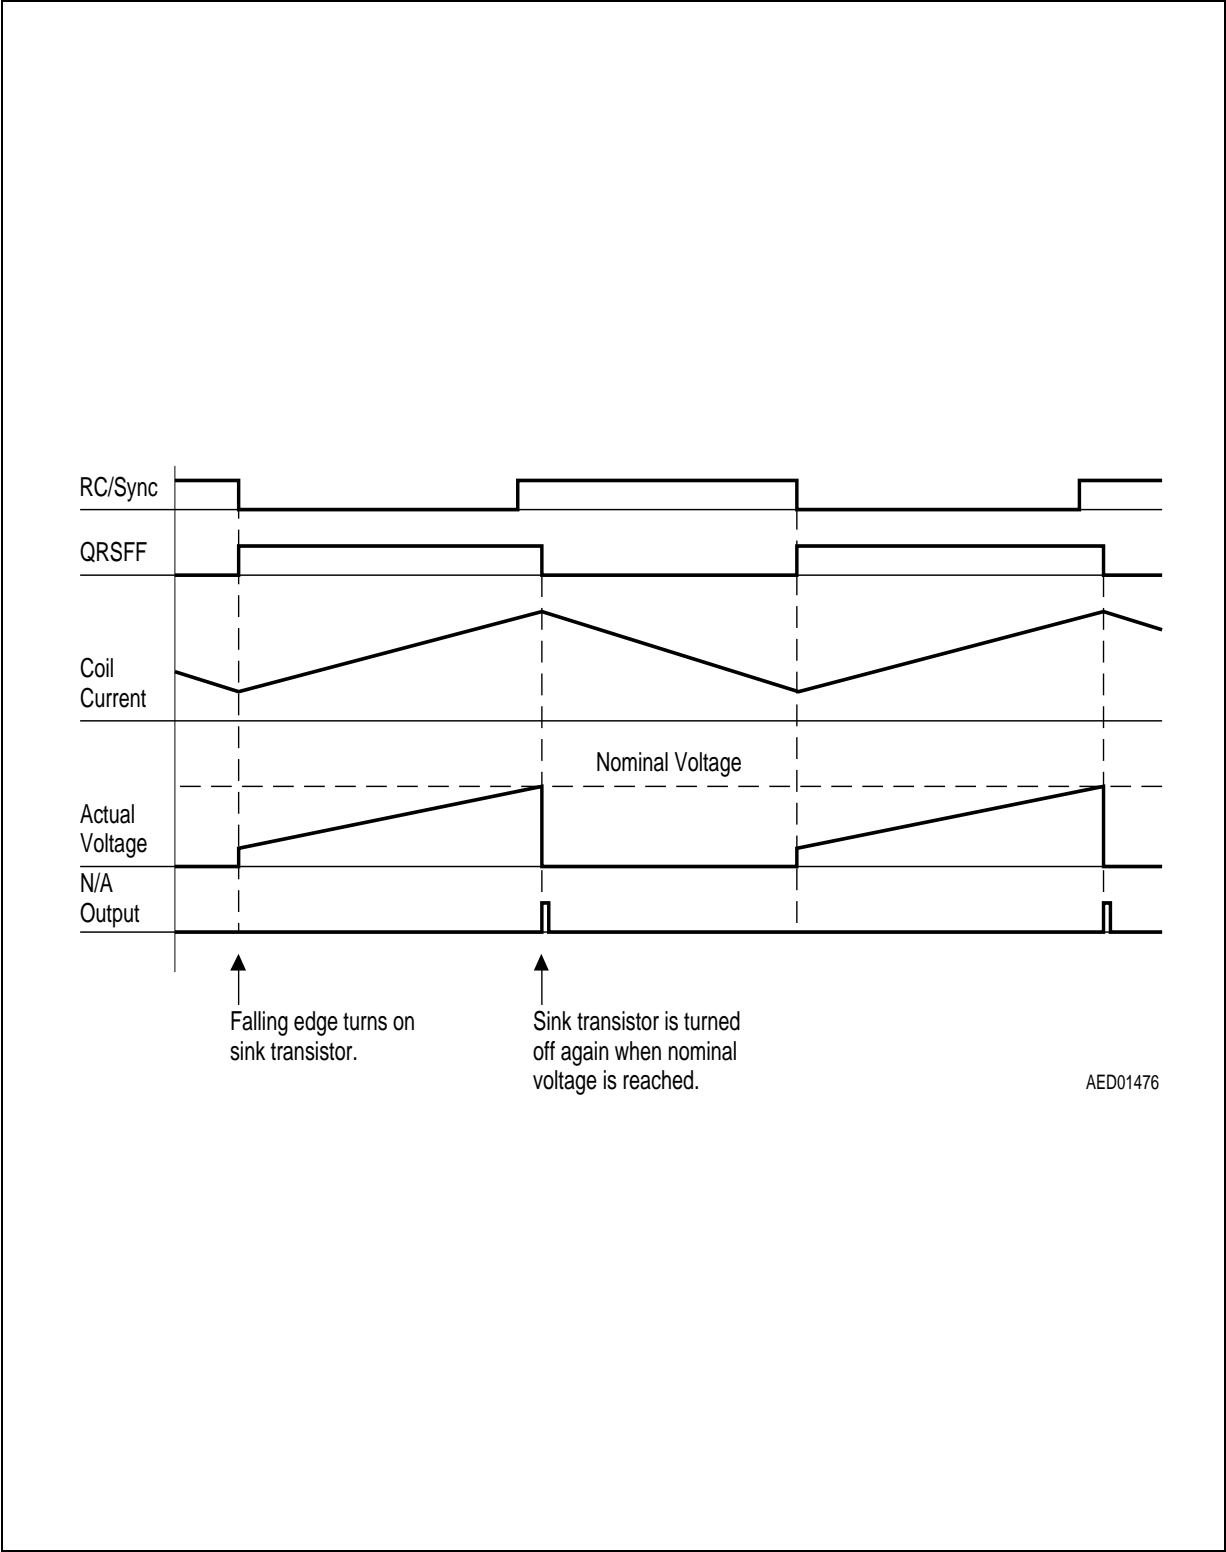 RC/Sync
QRSFF
Coil
Current
Nominal Voltage
Actual
Voltage
N/A
Output
Falling edge turns on
sink transistor.
Sink transistor is turned
off again when nominal
voltage is reached.
AED01476